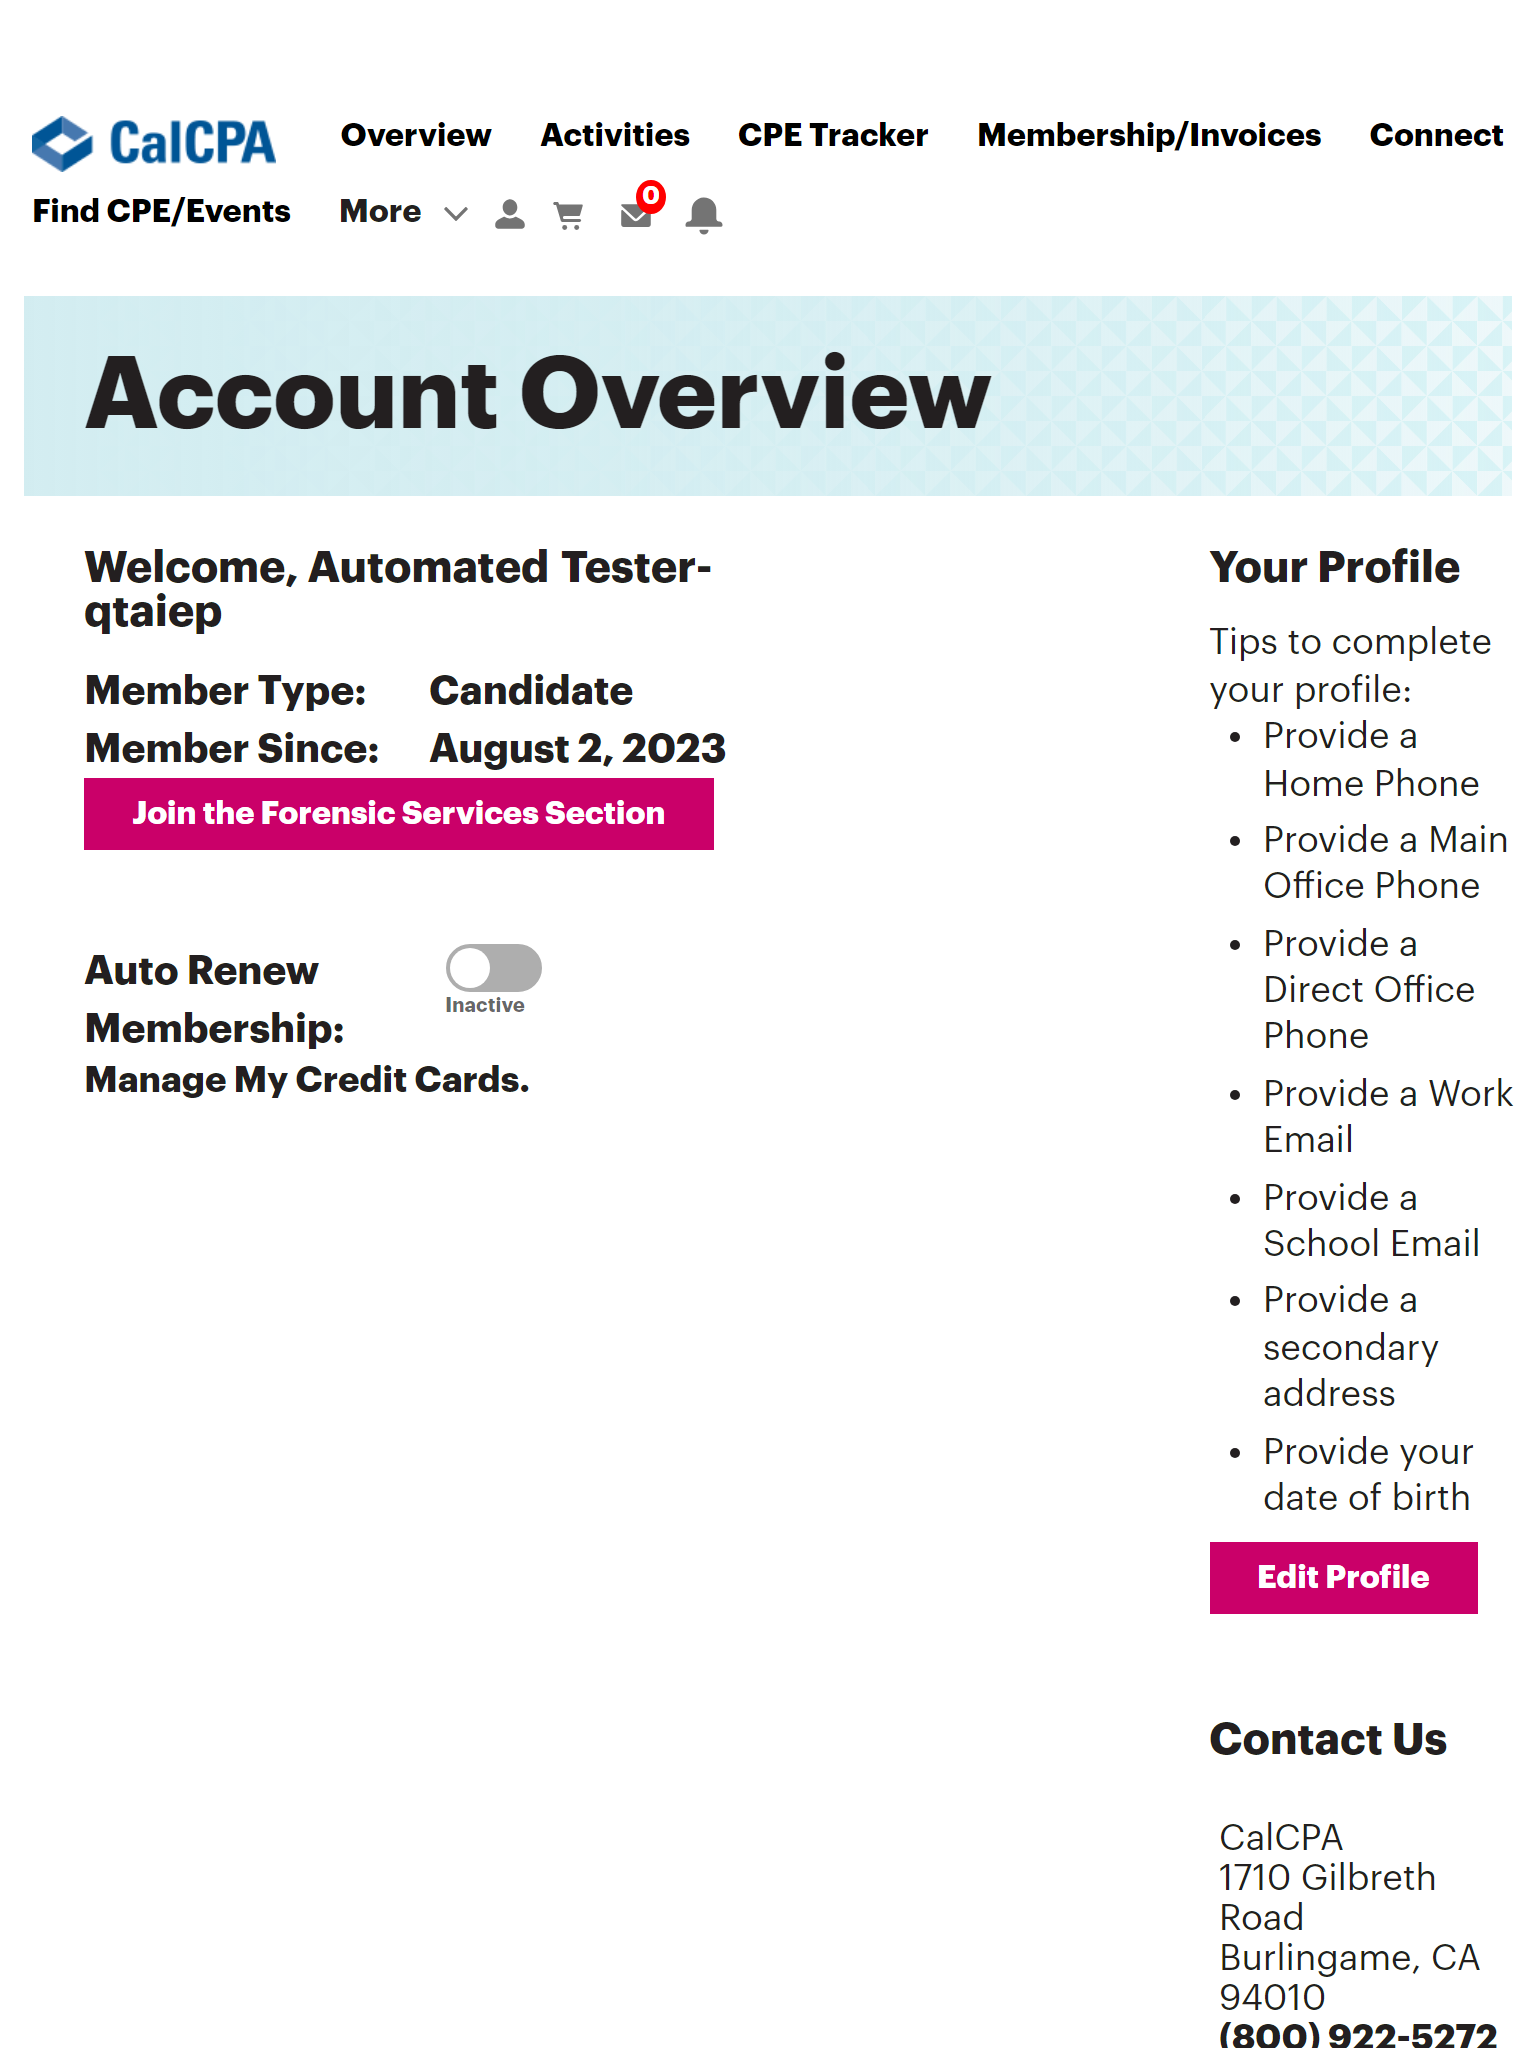 CalCPA
Overview
Activities
CPE Tracker
Membership/Invoices
Connect
Find CPE/Events
More
0
Account Overview
Welcome, Automated Tester-
qtaiep
Member Type: Candidate
Member Since: August 2, 2023
Join the Forensic Services Section
Auto Renew
Membership:
Inactive
Manage My Credit Cards.
Your Profile
Tips to complete
your profile:
Provide a
Home Phone
Provide a Main
Office Phone
Provide a
Direct Office
Phone
Provide a Work
Email
Provide a
School Email
Provide a
secondary
address
Provide your
date of birth
Edit Profile
Contact Us
CalCPA
1710 Gilbreth
Road
Burlingame, CA
94010
(800) 922-5272